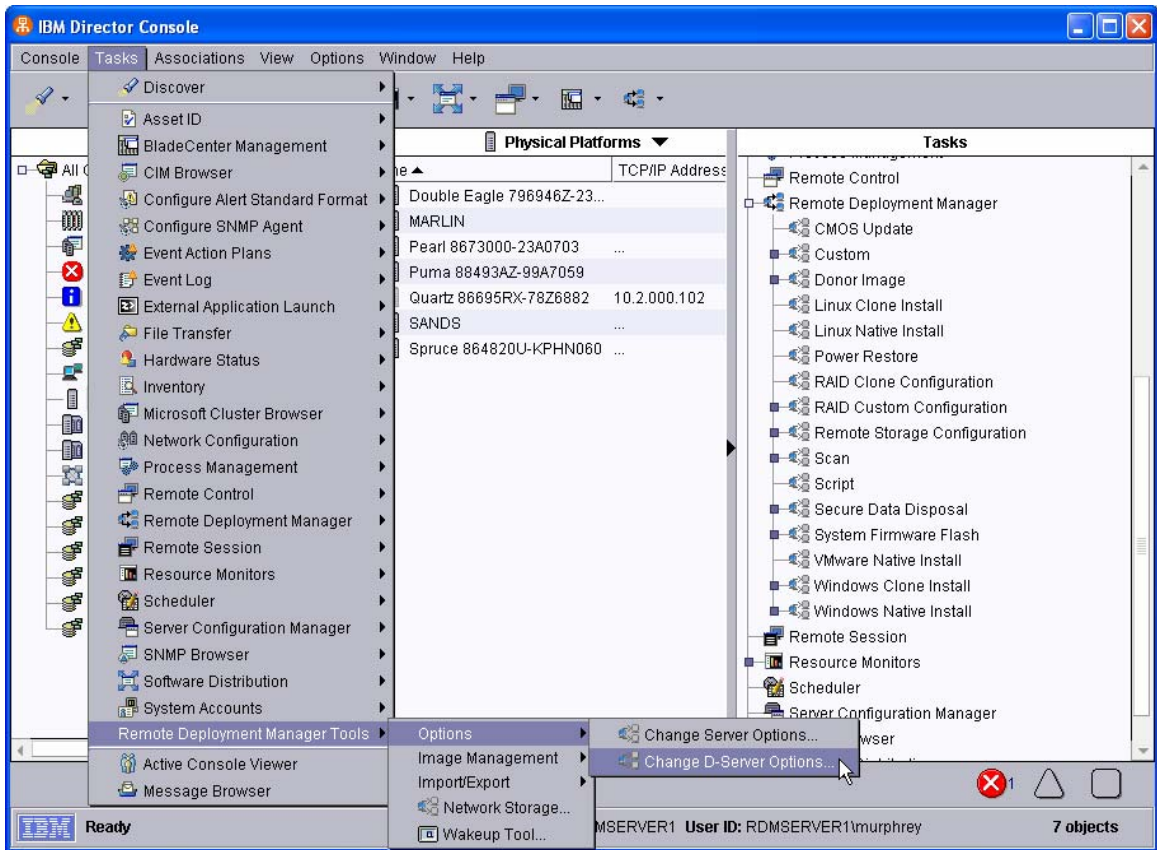 IBM Director Console
Console Tasks Associations View Options Window Help
Discover
Asset ID
BladeCenter Management
CIM Browser
Configure Alert Standard Format
Configure SNMP Agent
Event Action Plans
Event Log
External Application Launch
File Transfer
Hardware Status
Inventory
Microsoft Cluster Browser
Network Configuration
Process Management
Remote Control
Remote Deployment Manager
Remote Session
Resource Monitors
Scheduler
Server Configuration Manager
SNMP Browser
Software Distribution
System Accounts
Remote Deployment Manager Tools
Active Console Viewer
Message Browser
Options
Image Management
Import/Export
Network Storage...
Wakeup Tool...
Change Server Options...
Change D-Server Options...
All
Physical Platforms
TCP/IP Address
Double Eagle 796946Z-23...
MARLIN
Pearl 8673000-23A0703 ...
Puma 88493AZ-99A7059
Quartz 86695RX-78Z6882 10.2.000.102
SANDS ...
Spruce 864820U-KPHN060 ...
Tasks
Process Management
Remote Control
Remote Deployment Manager
CMOS Update
Custom
Donor Image
Linux Clone Install
Linux Native Install
Power Restore
RAID Clone Configuration
RAID Custom Configuration
Remote Storage Configuration
Scan
Script
Secure Data Disposal
System Firmware Flash
VMware Native Install
Windows Clone Install
Windows Native Install
Remote Session
Resource Monitors
Scheduler
Server Configuration Manager
wser
1
IBM Ready MSERVER1 User ID: RDMSERVER1\murphrey 7 objects